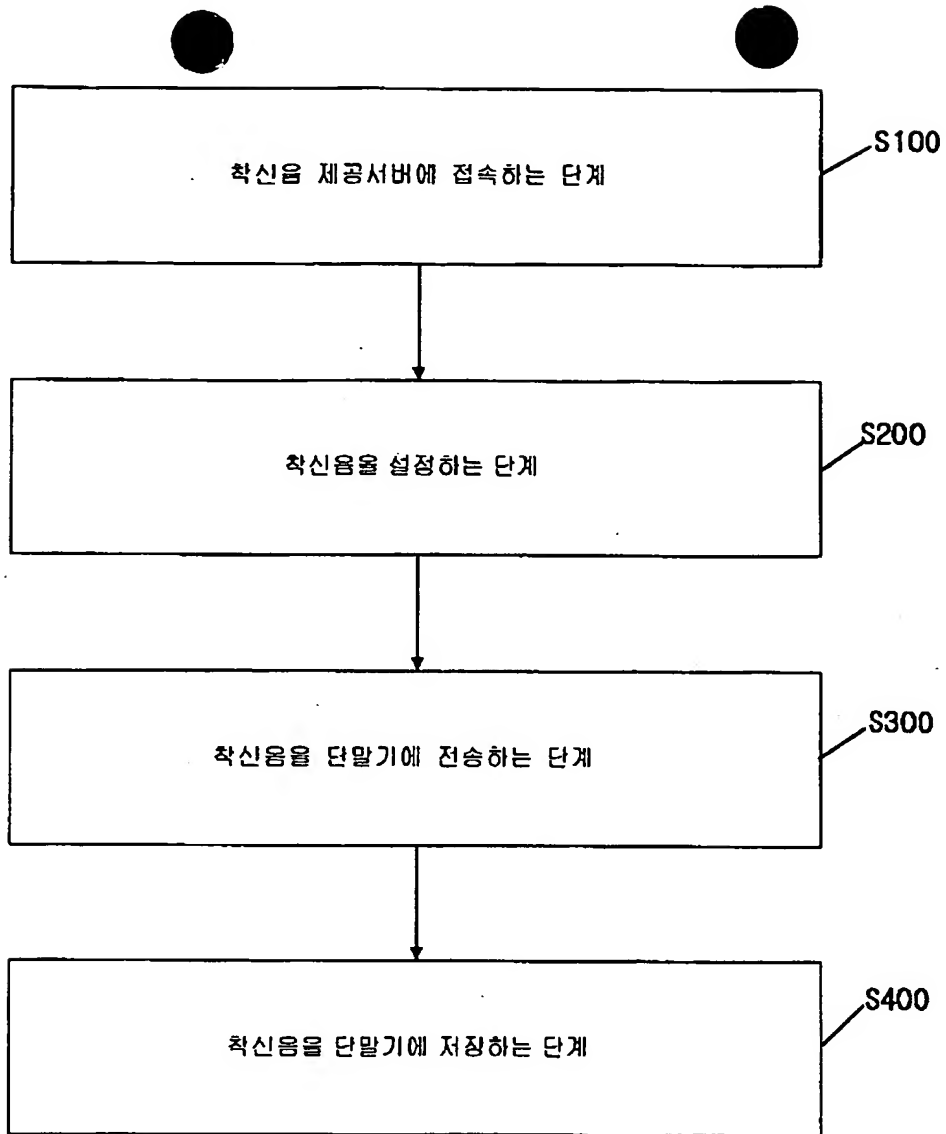 착신음 제공서버에 접속하는 단계
S100
착신음을 설정하는 단계
S200
착신음을 단말기에 전송하는 단계
S300
착신음을 단말기에 저장하는 단계
S400